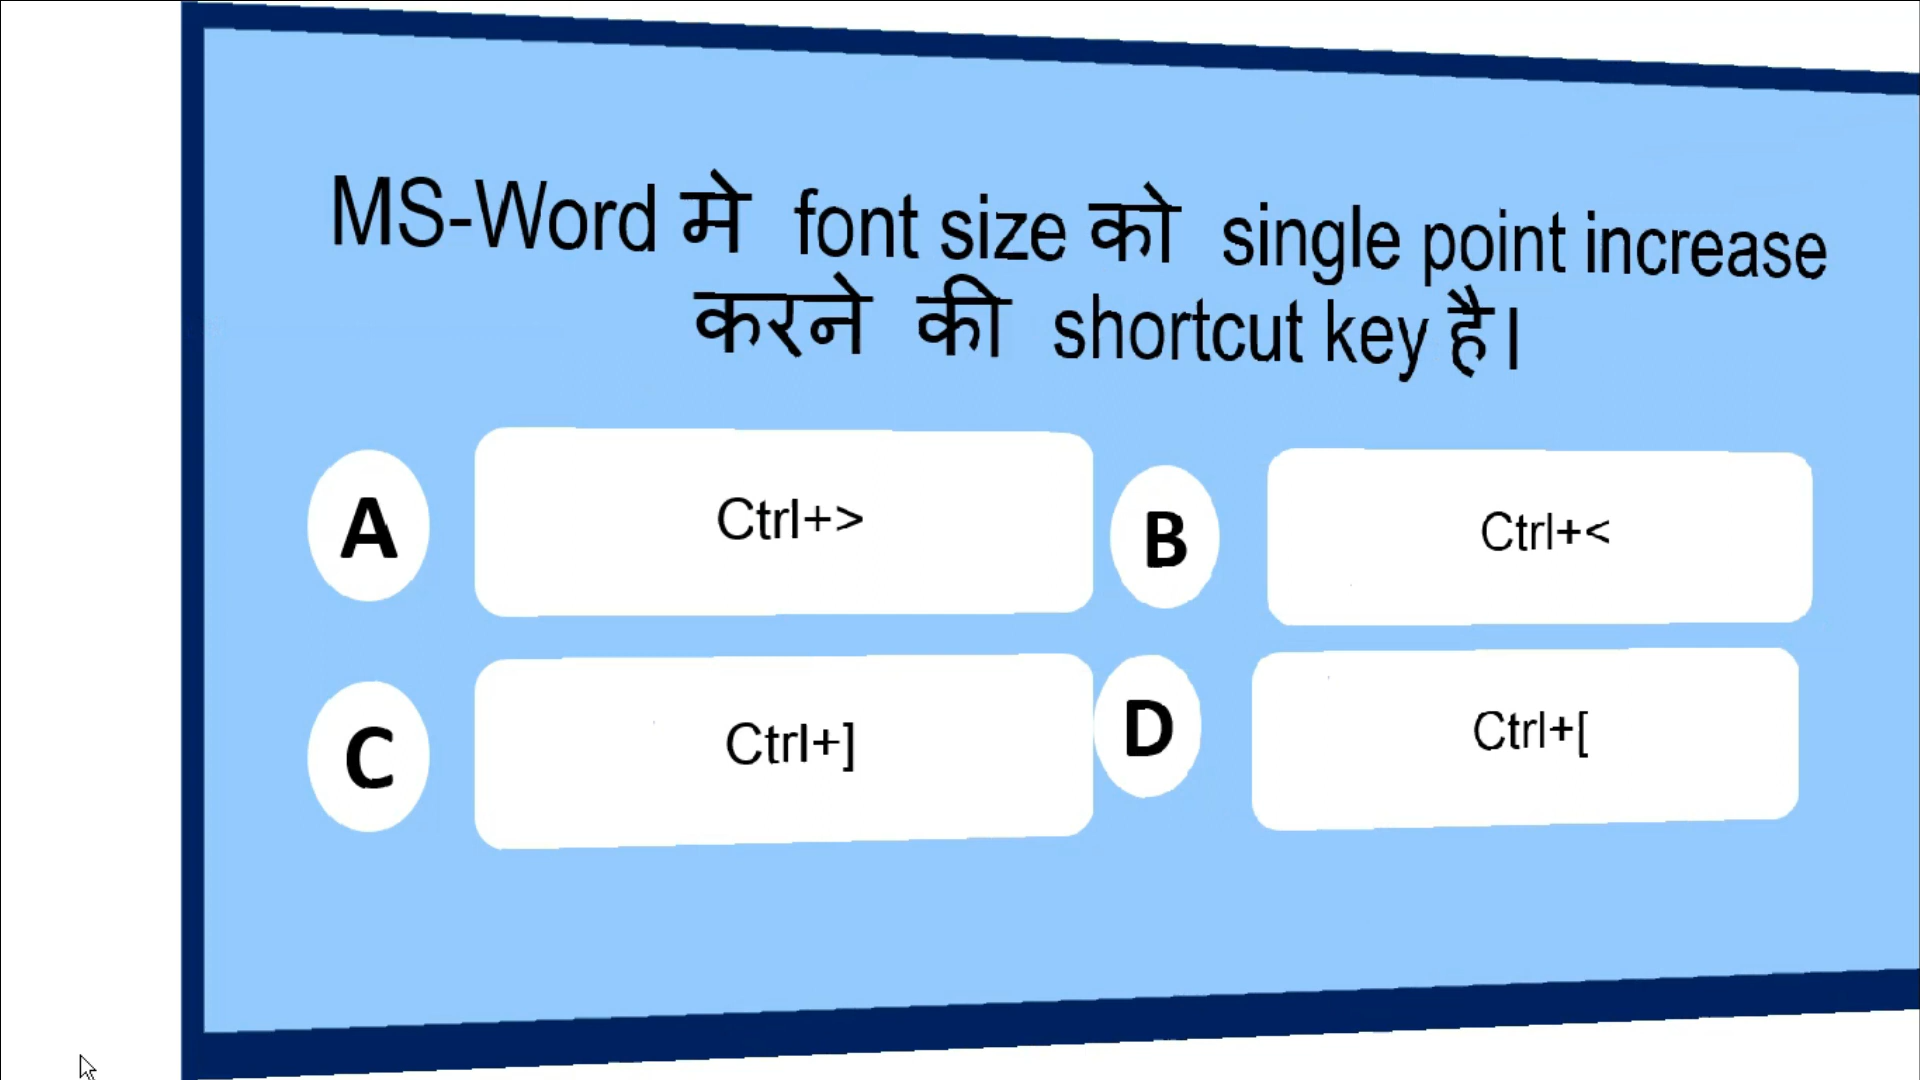 MS-Word मे font size को single point increase
करने की shortcut key है।
A Ctrl+> B Ctrl+<
C Ctrl+] D Ctrl+[